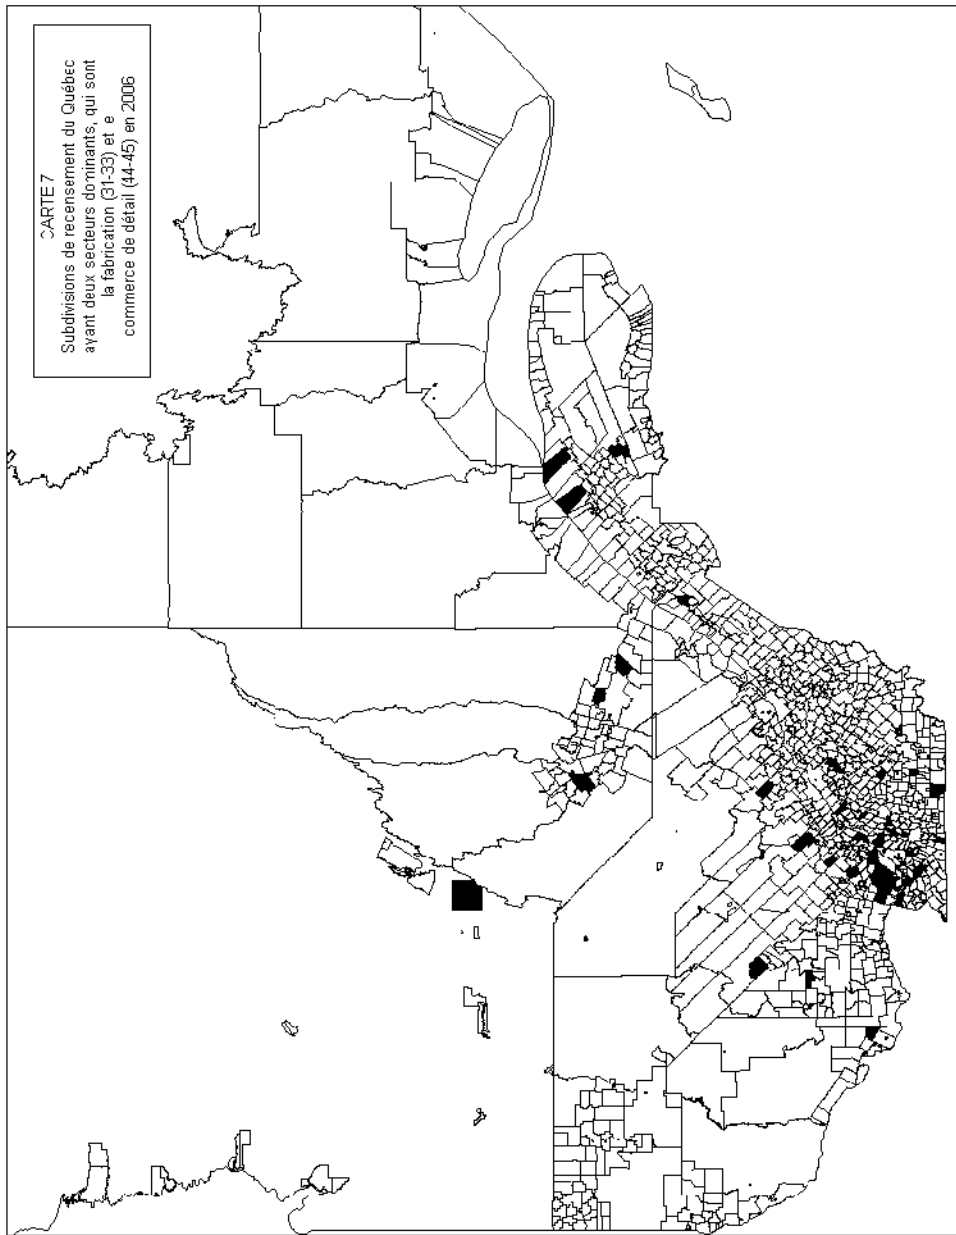 CARTE 7
Subdivisions de recensement du Québec
ayant deux secteurs dominants, qui sont
la fabrication (31-33) et e
commerce de détail (44-45) en 2006